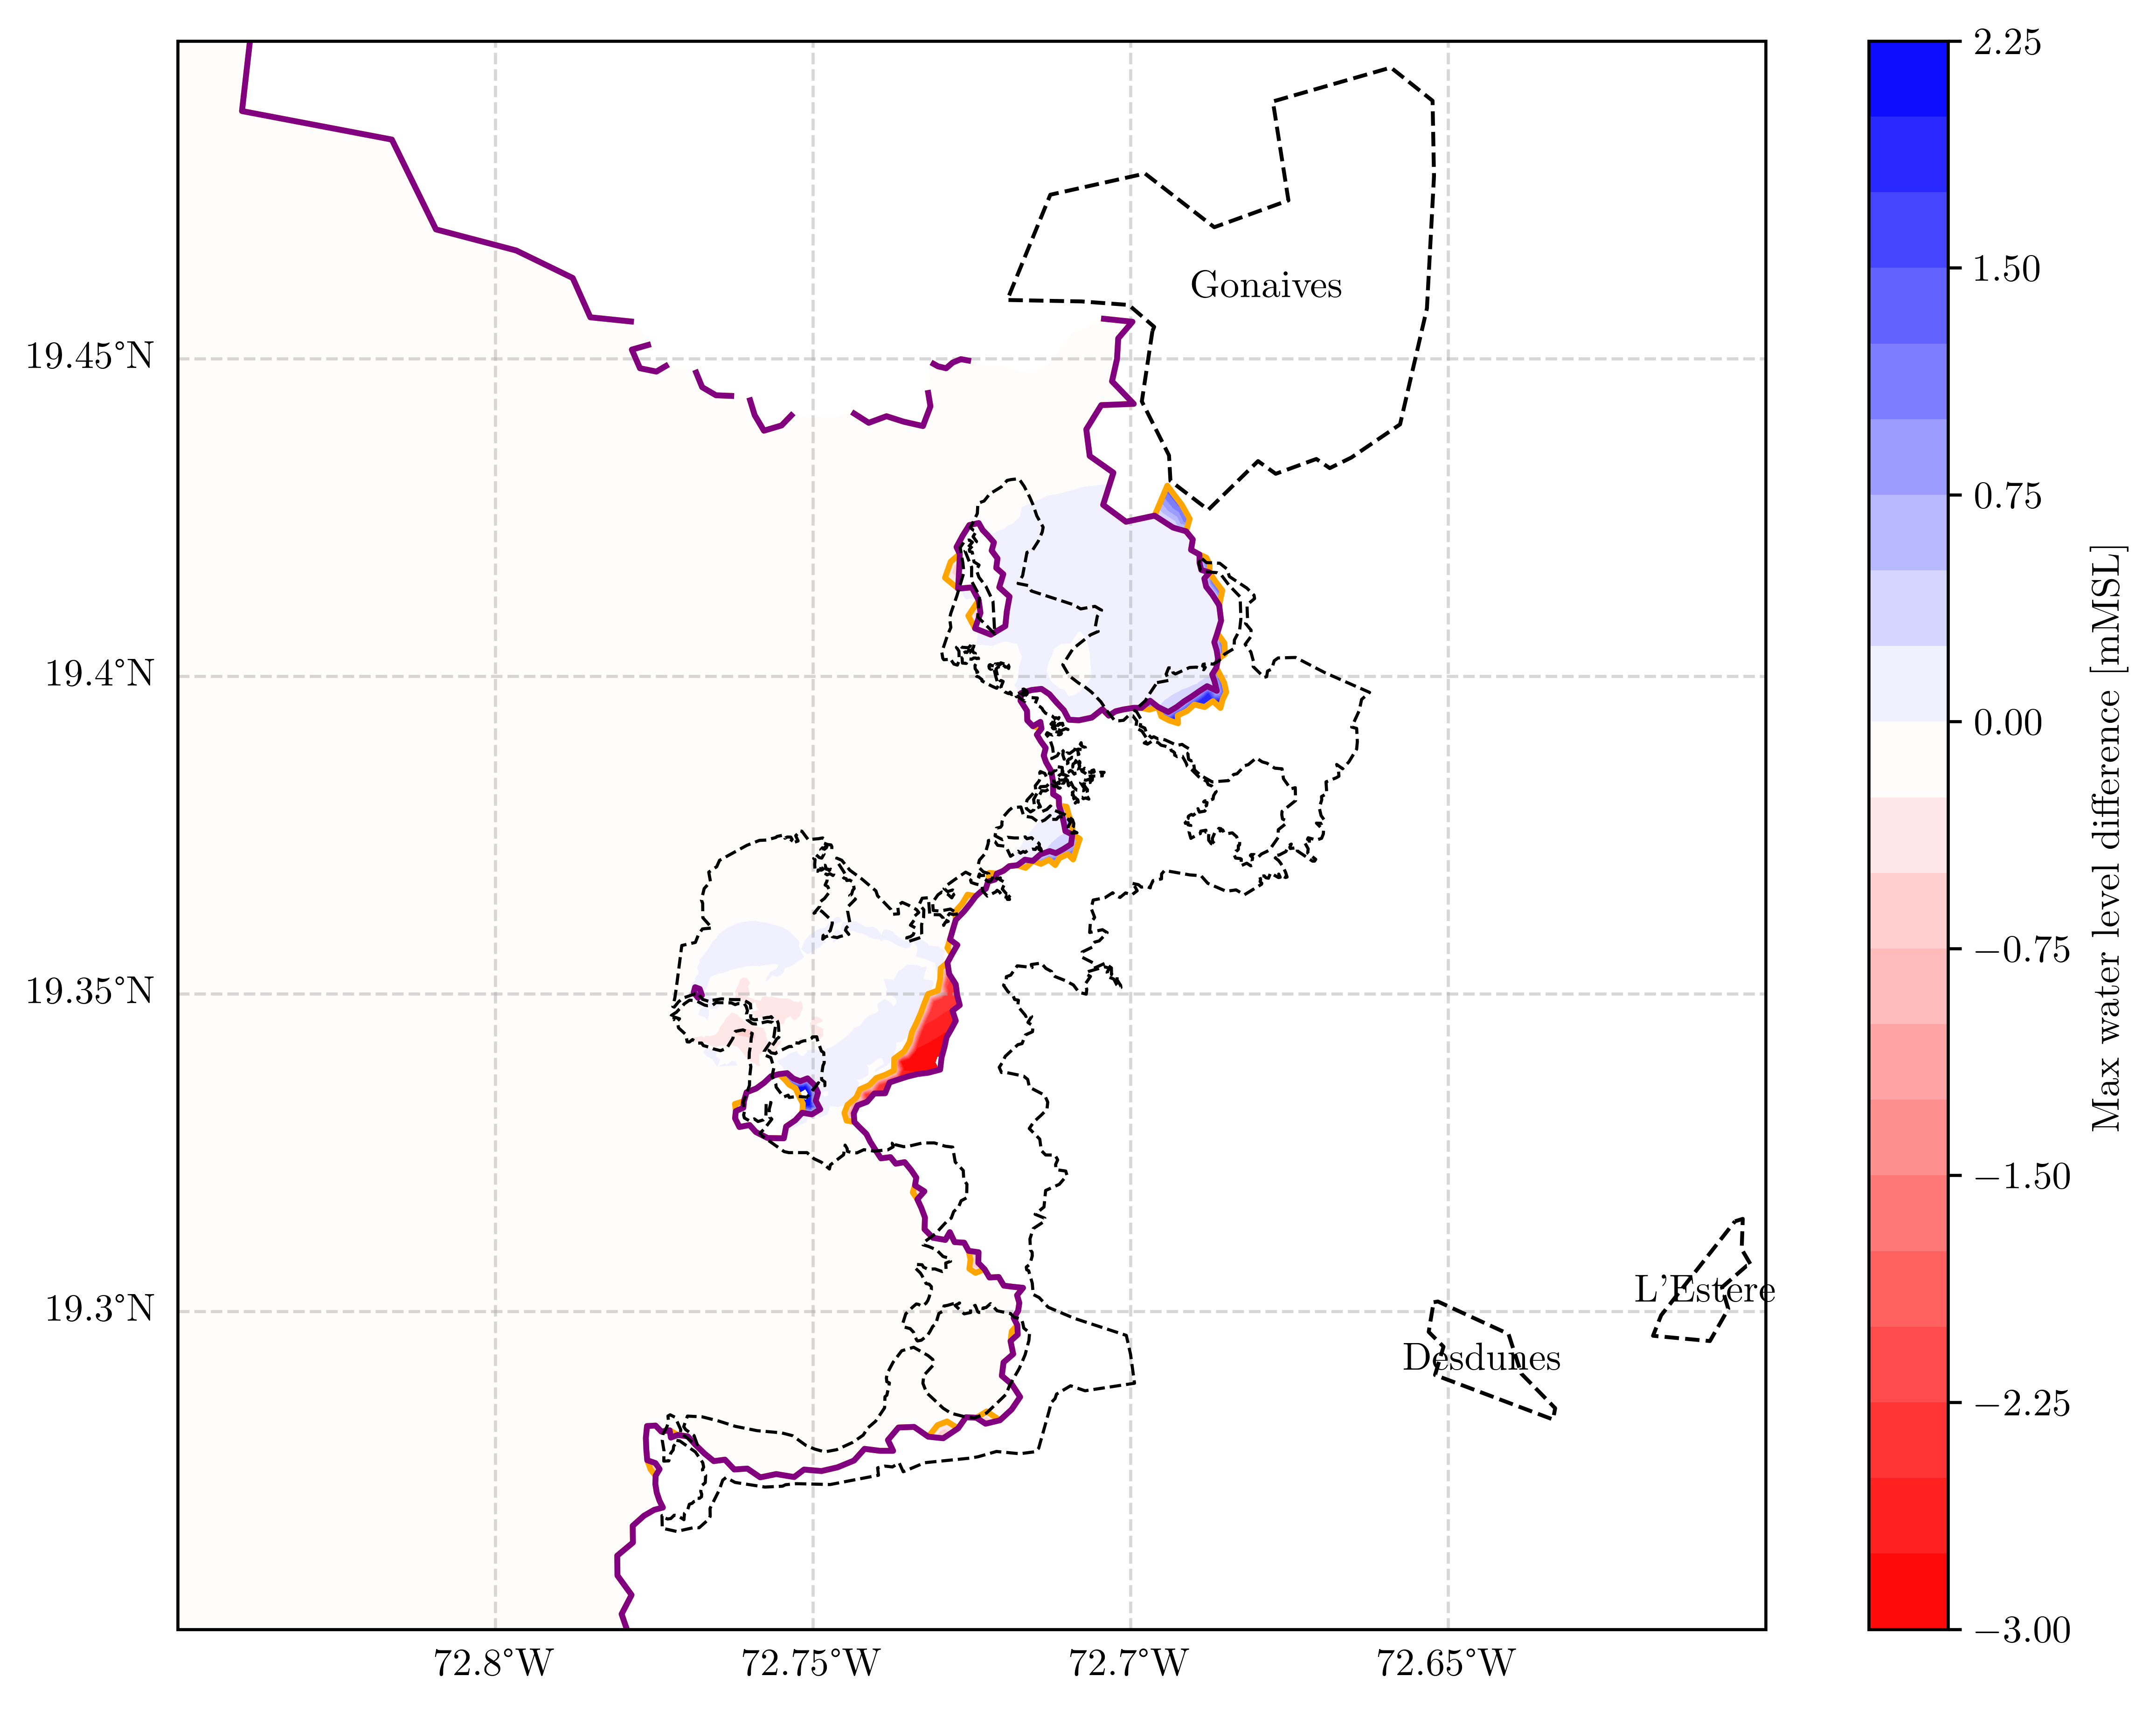 2.25
Gonaives
1.50
19.45°N
0.75
19.4°N
0.00
Max water level difference [mMSL]
−0.75
19.35°N
−1.50
L'Estere
19.3°N
Desdunes
−2.25
−3.00
72.8°W
72.75°W
72.7°W
72.65°W